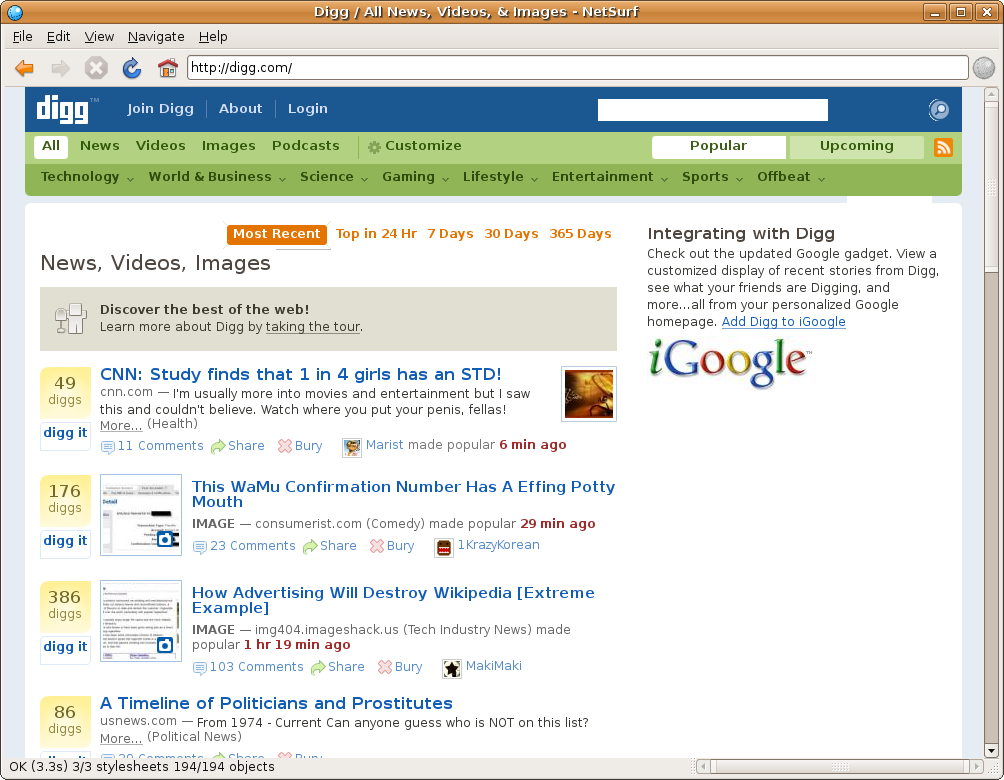 Digg / All News, Videos, & Images - NetSurf
File Edit View Navigate Help
http://digg.com/
digg™ Join Digg About Login
All News Videos Images Podcasts Customize Popular Upcoming
Technology World & Business Science Gaming Lifestyle Entertainment Sports Offbeat
Most Recent Top in 24 Hr 7 Days 30 Days 365 Days
News, Videos, Images
Discover the best of the web!
Learn more about Digg by taking the tour.
49
diggs
digg it
CNN: Study finds that 1 in 4 girls has an STD!
cnn.com — I'm usually more into movies and entertainment but I saw
this and couldn't believe. Watch where you put your penis, fellas!
More... (Health)
11 Comments Share Bury Marist made popular 6 min ago
176
diggs
digg it
This WaMu Confirmation Number Has A Effing Potty
Mouth
IMAGE — consumerist.com (Comedy) made popular 29 min ago
23 Comments Share Bury 1KrazyKorean
386
diggs
digg it
How Advertising Will Destroy Wikipedia [Extreme
Example]
IMAGE — img404.imageshack.us (Tech Industry News) made
popular 1 hr 19 min ago
103 Comments Share Bury MakiMaki
86
diggs
A Timeline of Politicians and Prostitutes
usnews.com — From 1974 - Current Can anyone guess who is NOT on this list?
More... (Political News)
Integrating with Digg
Check out the updated Google gadget. View a
customized display of recent stories from Digg,
see what your friends are Digging, and
more...all from your personalized Google
homepage. Add Digg to iGoogle
iGoogle™
OK (3.3s) 3/3 stylesheets 194/194 objects